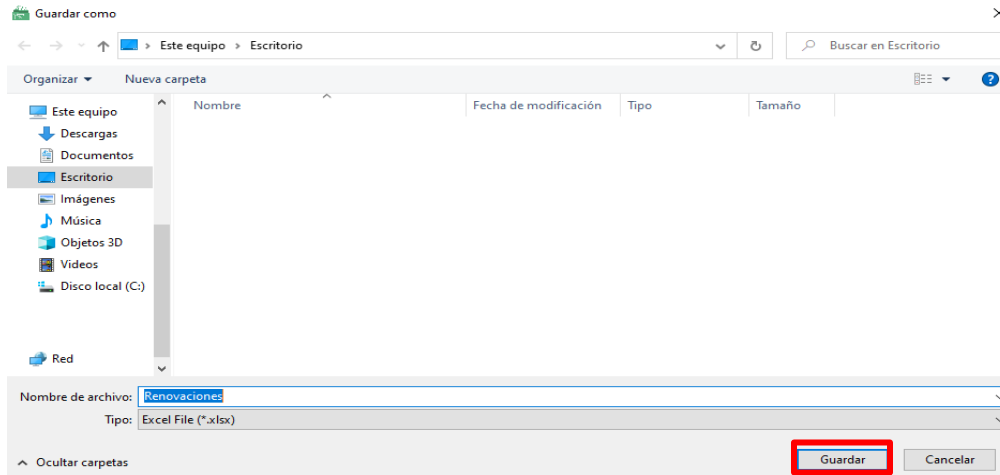 Guardar como
Este equipo > Escritorio
Buscar en Escritorio
Organizar
Nueva carpeta
Nombre
Fecha de modificación
Tipo
Tamaño
Este equipo
Descargas
Documentos
Escritorio
Imágenes
Música
Objetos 3D
Videos
Disco local (C:)
Red
Nombre de archivo: Renovaciones
Tipo: Excel File (*.xlsx)
Ocultar carpetas
Guardar
Cancelar